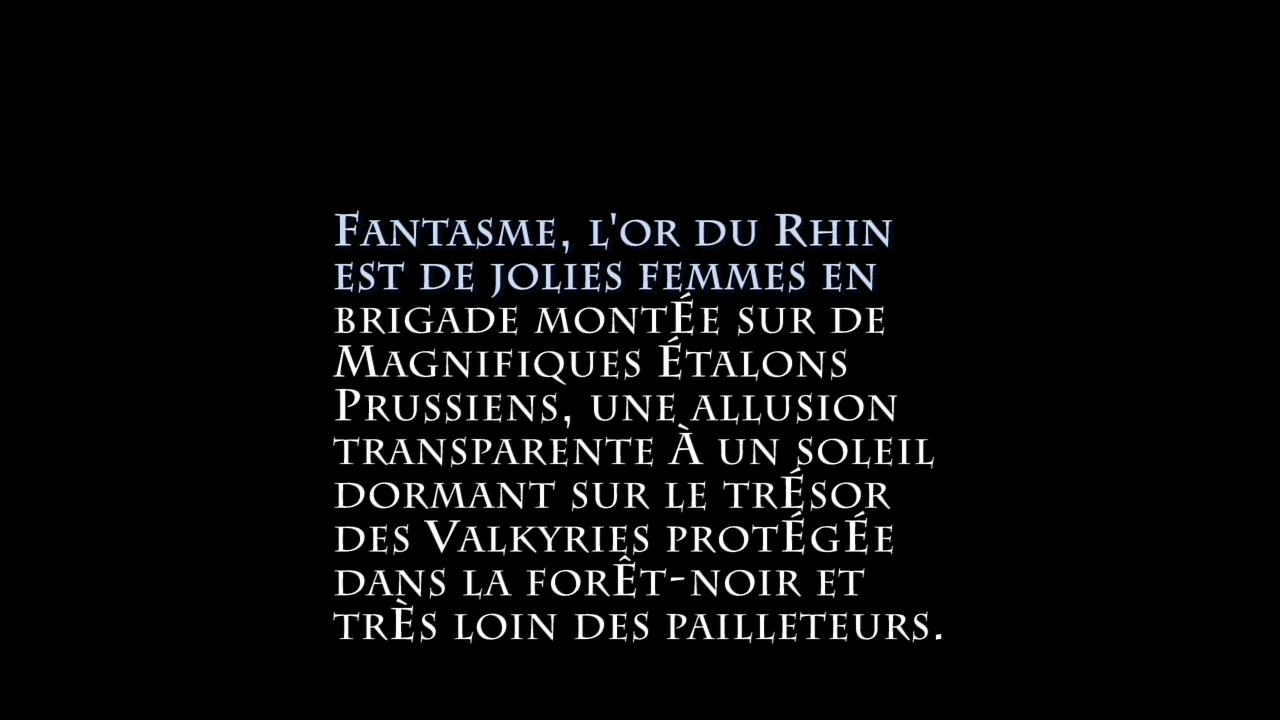 Fantasme, l'or du Rhin
est de jolies femmes en
brigade montée sur de
Magnifiques Étalons
Prussiens, une allusion
transparente à un soleil
dormant sur le trésor
des Valkyries protégée
dans la forêt-noir et
très loin des pailleteurs.